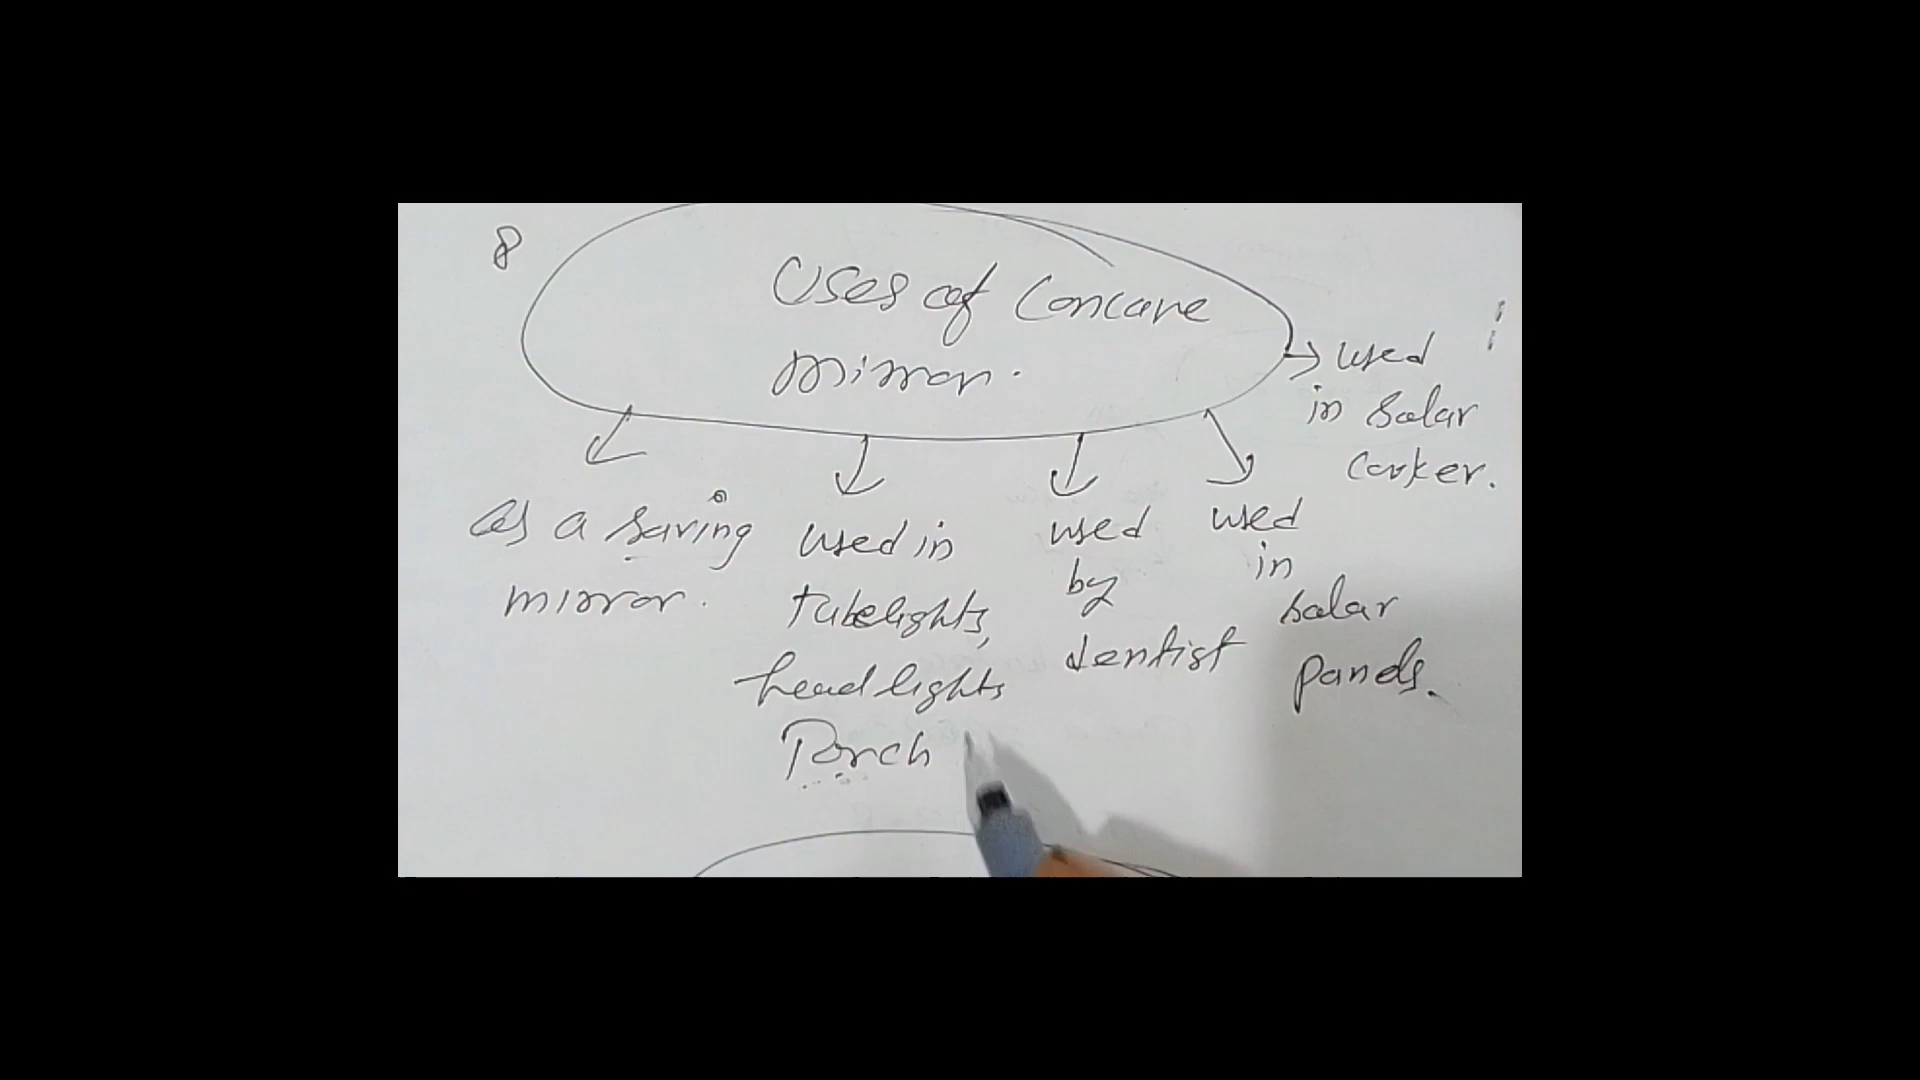 8
Uses of Concave
mirror.
as a saving
mirror.
used in
tubelights,
head lights
Torch
used
by
dentist
used
in
solar
panels.
→ used
in solar
cooker.